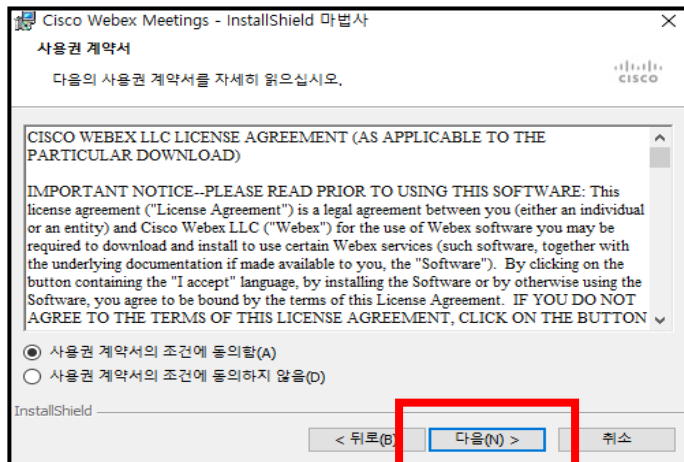 Cisco Webex Meetings - InstallShield 마법사
사용권 계약서
다음의 사용권 계약서를 자세히 읽으십시오.
CISCO
CISCO WEBEX LLC LICENSE AGREEMENT (AS APPLICABLE TO THE
PARTICULAR DOWNLOAD)
IMPORTANT NOTICE--PLEASE READ PRIOR TO USING THIS SOFTWARE: This
license agreement ("License Agreement") is a legal agreement between you (either an individual
or an entity) and Cisco Webex LLC ("Webex") for the use of Webex software you may be
required to download and install to use certain Webex services (such software, together with
the underlying documentation if made available to you, the "Software").  By clicking on the
button containing the "I accept" language, by installing the Software or by otherwise using the
Software, you agree to be bound by the terms of this License Agreement.  IF YOU DO NOT
AGREE TO THE TERMS OF THIS LICENSE AGREEMENT, CLICK ON THE BUTTON
사용권 계약서의 조건에 동의함(A)
사용권 계약서의 조건에 동의하지 않음(D)
InstallShield
< 뒤로(B) 다음(N) > 취소